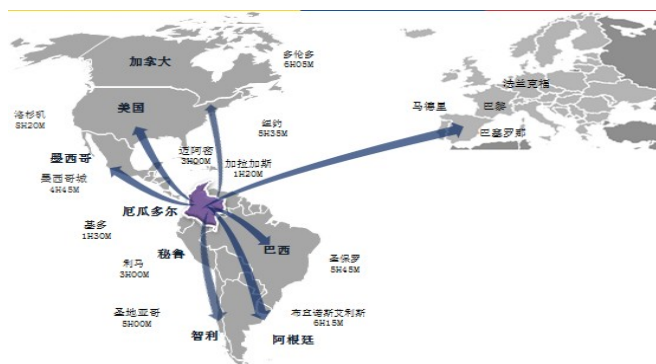 多伦多
6H05M
加拿大
法兰克福
洛杉矶
5H20M
美国
纽约
5H35M
马德里
巴黎
巴塞罗那
迈阿密
3H00M
墨西哥
墨西哥城
4H45M
加拉加斯
1H20M
厄瓜多尔
基多
1H30M
秘鲁
巴西
利马
3H00M
圣保罗
5H45M
圣地亚哥
5H00M
智利
布宜诺斯艾利斯
6H15M
阿根廷